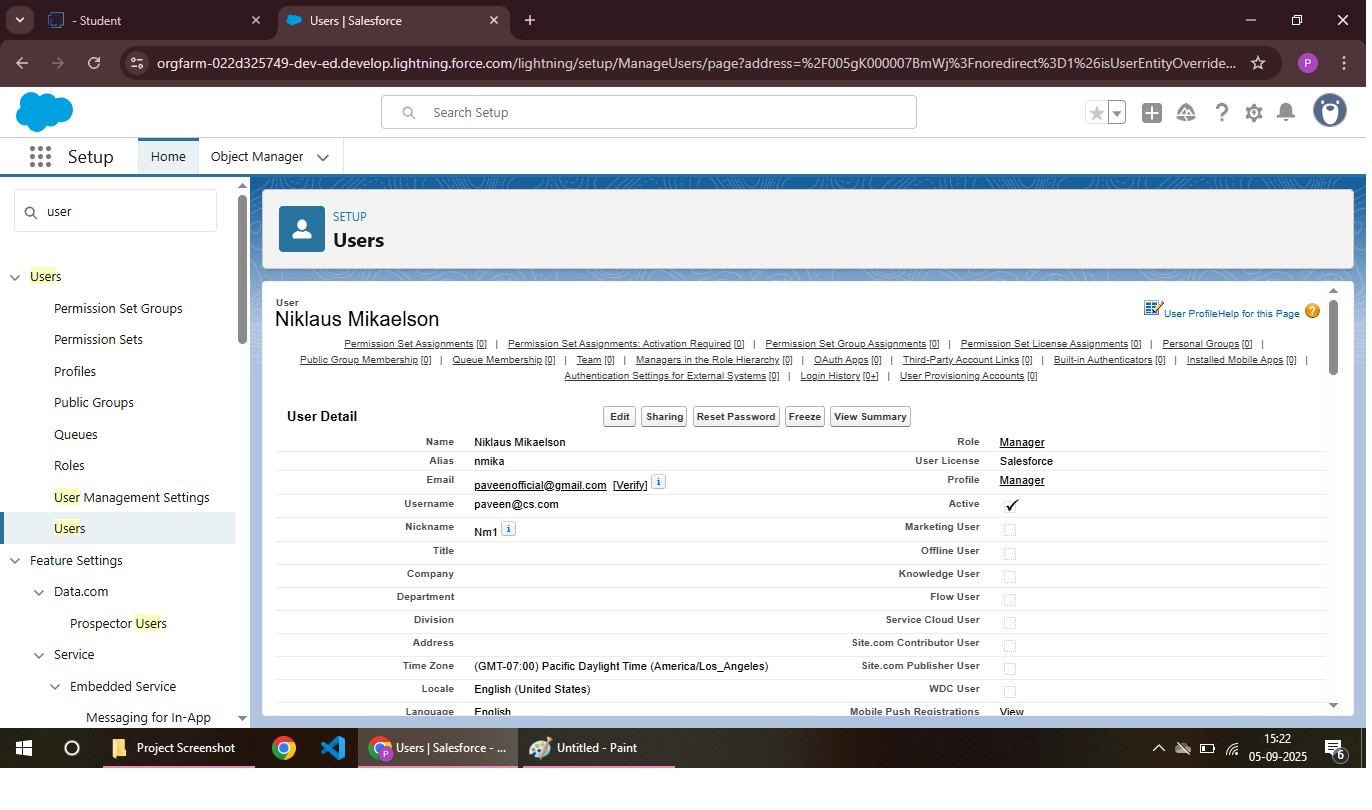 - Student
Users | Salesforce
orgfarm-022d325749-dev-ed.develop.lightning.force.com/lightning/setup/ManageUsers/page?address=%2F005gK000007BmWj%3Fnoredirect%3D1%26isUserEntityOverride...
P
Search Setup
Setup
Home
Object Manager
user
Users
Permission Set Groups
Permission Sets
Profiles
Public Groups
Queues
Roles
User Management Settings
Users
Feature Settings
Data.com
Prospector Users
Service
Embedded Service
Messaging for In-App
SETUP
Users
User
Niklaus Mikaelson
User Profile Help for this Page ?
Permission Set Assignments [0] | Permission Set Assignments: Activation Required [0] | Permission Set Group Assignments [0] | Permission Set License Assignments [0] | Personal Groups [0] |
Public Group Membership [0] | Queue Membership [0] | Team [0] | Managers in the Role Hierarchy [0] | OAuth Apps [0] | Third-Party Account Links [0] | Built-in Authenticators [0] | Installed Mobile Apps [0] |
Authentication Settings for External Systems [0] | Login History [0+] | User Provisioning Accounts [0]
User Detail Edit Sharing Reset Password Freeze View Summary
Name Niklaus Mikaelson Role Manager
Alias nmika User License Salesforce
Email paveenofficial@gmail.com [Verify] i Profile Manager
Username paveen@cs.com Active
Nickname Nm1 i Marketing User
Title Offline User
Company Knowledge User
Department Flow User
Division Service Cloud User
Address Site.com Contributor User
Time Zone (GMT-07:00) Pacific Daylight Time (America/Los_Angeles) Site.com Publisher User
Locale English (United States) WDC User
Language English Mobile Push Registrations View
Project Screenshot
P
Users | Salesforce - ...
Untitled - Paint
15:22
05-09-2025
6